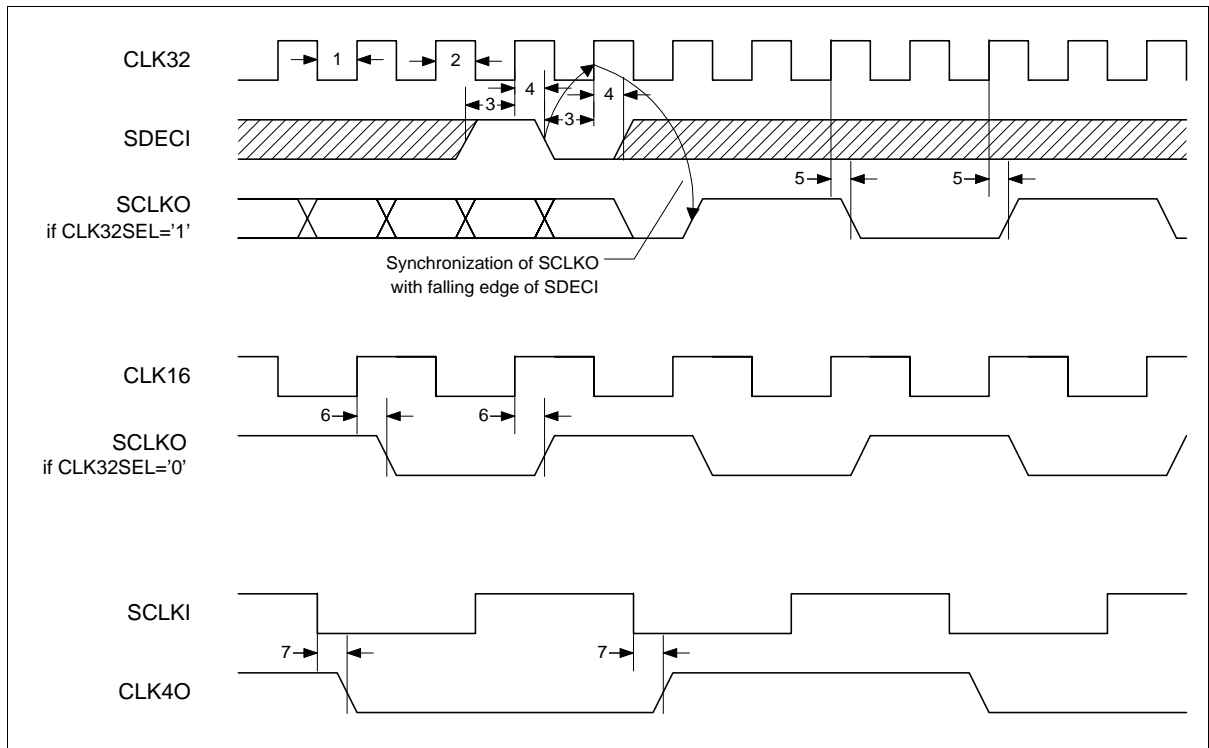 CLK32
1
2
4
4
3
3
SDECI
5
5
SCLKO
if CLK32SEL='1'
Synchronization of SCLKO
with falling edge of SDECI
CLK16
6
6
SCLKO
if CLK32SEL='0'
SCLKI
7
7
CLK4O